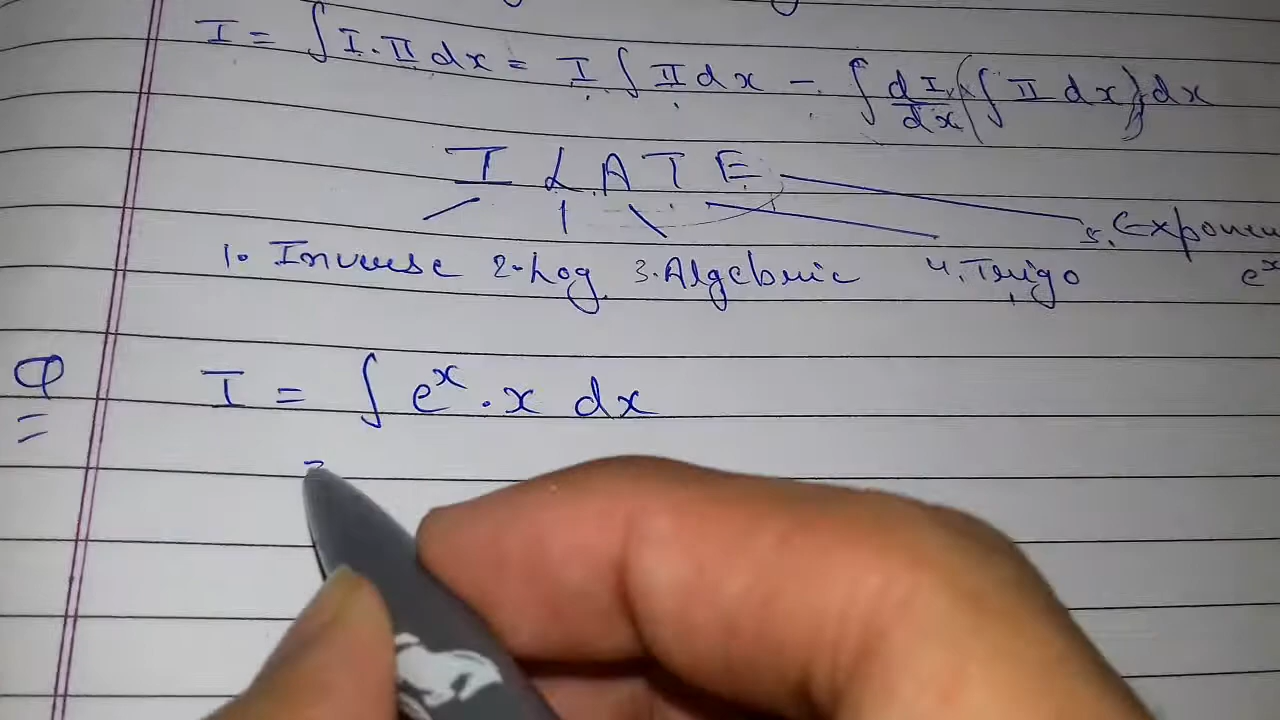 I = ∫ I . II dx = I ∫ II dx - ∫ dI/dx (∫ II dx) dx
I L A T E
1. Inverse 2. Log 3. Algebric 4. Trigo 5. Exponen
e^x
Q I = ∫ e^x . x dx